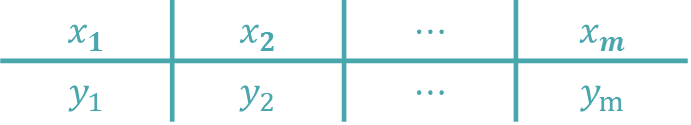 x₁ x₂ ⋯ xₘ
y₁ y₂ ⋯ yₘ